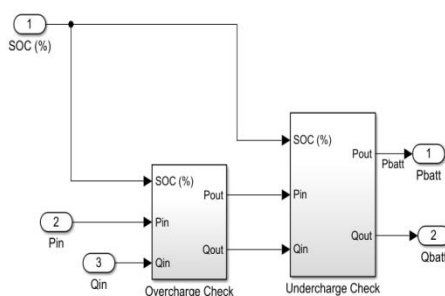 1
SOC (%)
SOC (%)
Pout
Pbatt
1
Pbatt
SOC (%)
Pout
Pin
2
Pin
Pin
Qout
Qin
Qout
2
Qbatt
3
Qin
Qin
Overcharge Check
Undercharge Check